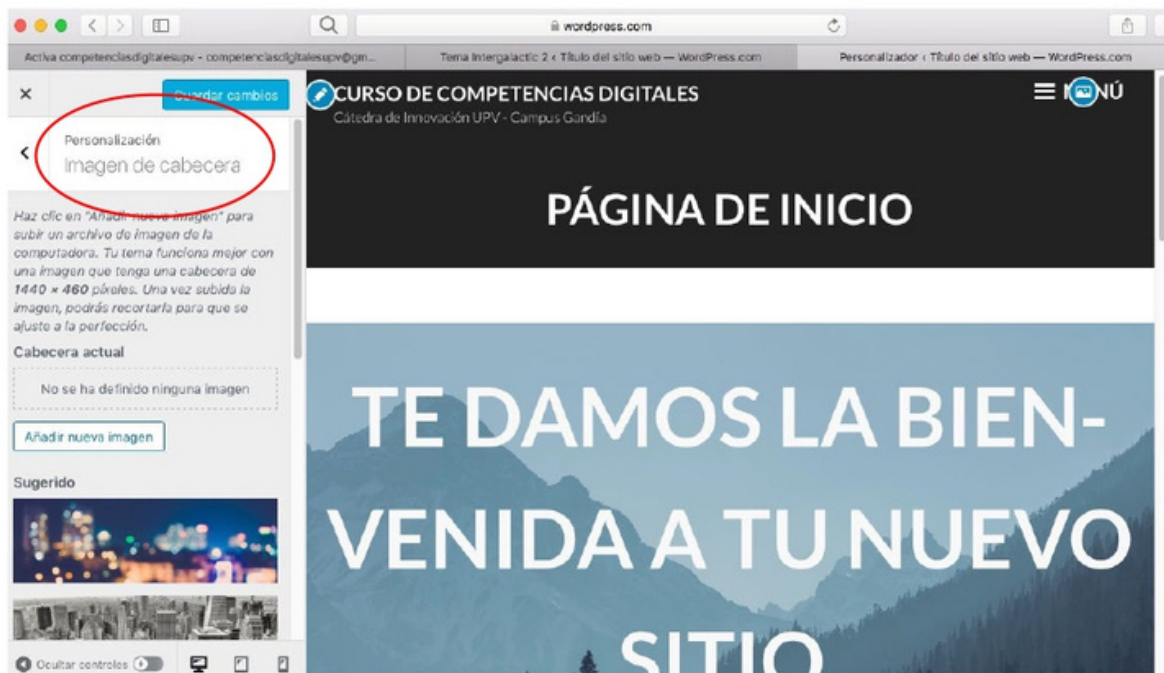 wordpress.com
Activa competenciasdigitalesupv - competenciasdigitalesupv@gm...
Tema Intergalactic 2 ‹ Título del sitio web — WordPress.com
Personalizador ‹ Título del sitio web — WordPress.com
Guardar cambios
Personalización
Imagen de cabecera
Haz clic en "Añadir nueva imagen" para
subir un archivo de imagen de la
computadora. Tu tema funciona mejor con
una imagen que tenga una cabecera de
1440 × 460 píxeles. Una vez subida la
imagen, podrás recortarla para que se
ajuste a la perfección.
Cabecera actual
No se ha definido ninguna imagen
Añadir nueva imagen
Sugerido
Ocultar controles
CURSO DE COMPETENCIAS DIGITALES
Cátedra de Innovación UPV - Campus Gandía
MENÚ
PÁGINA DE INICIO
TE DAMOS LA BIEN-
VENIDA A TU NUEVO
SITIO